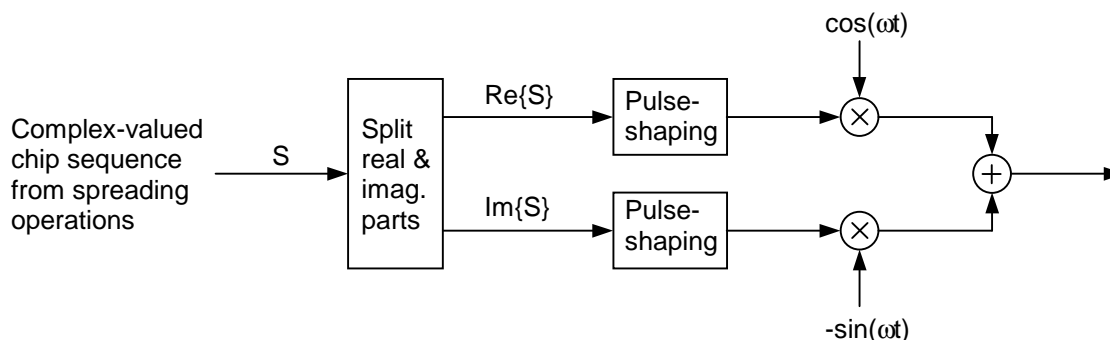 cos(ωt)
Complex-valued
chip sequence
from spreading
operations
S
Split
real &
imag.
parts
Re{S}
Pulse-
shaping
Im{S}
Pulse-
shaping
-sin(ωt)